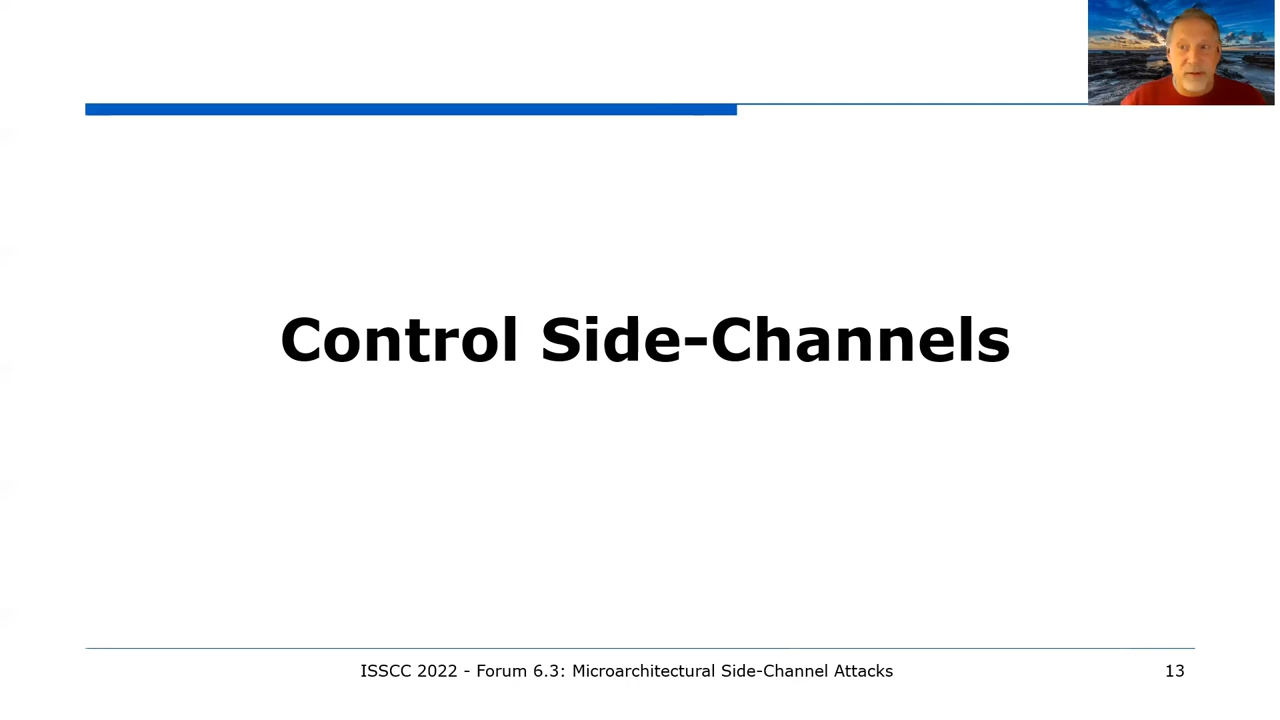 Control Side-Channels
ISSCC 2022 - Forum 6.3: Microarchitectural Side-Channel Attacks
13